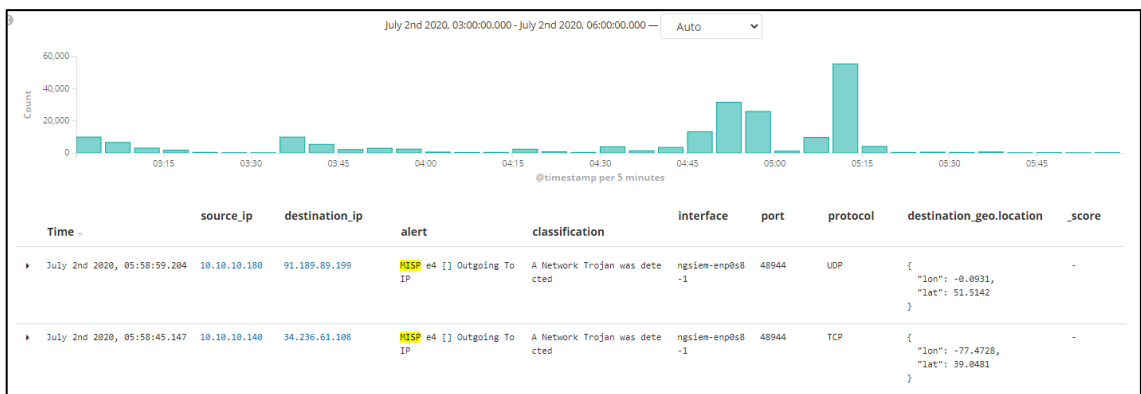 July 2nd 2020, 03:00:00.000 - July 2nd 2020, 06:00:00.000 — Auto
60,000
40,000
20,000
0
Count
03:15 03:30 03:45 04:00 04:15 04:30 04:45 05:00 05:15 05:30 05:45
@timestamp per 5 minutes
Time source_ip destination_ip alert classification interface port protocol destination_geo.location _score
July 2nd 2020, 05:58:59.204 10.10.10.180 91.189.89.199 MISP e4 [] Outgoing To A Network Trojan was dete ngsiem-enp0s8 48944 UDP { -
IP cted -1 "lon": -0.0931,
"lat": 51.5142
}
July 2nd 2020, 05:58:45.147 10.10.10.140 34.236.61.108 MISP e4 [] Outgoing To A Network Trojan was dete ngsiem-enp0s8 48944 TCP { -
IP cted -1 "lon": -77.4728,
"lat": 39.0481
}